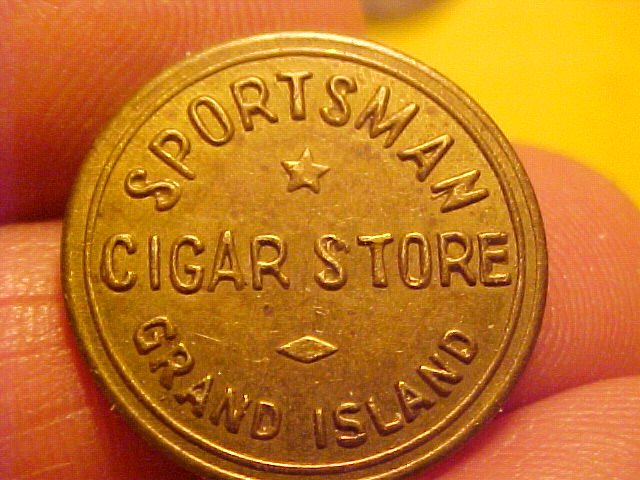 SPORTSMAN
CIGAR STORE
GRAND ISLAND